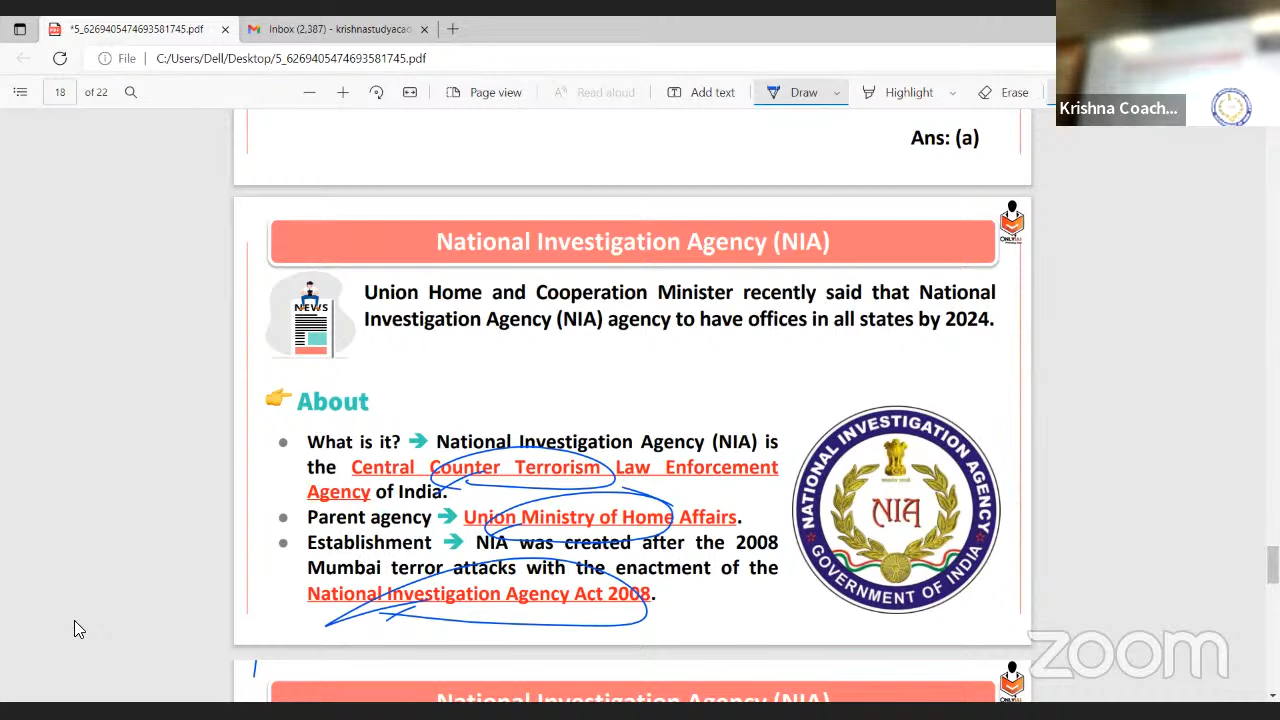 *5_6269405474693581745.pdf
Inbox (2,387) - krishnastudyacad
File C:/Users/Dell/Desktop/5_6269405474693581745.pdf
18 of 22 Page view Read aloud Add text Draw Highlight Erase
Krishna Coach...
Ans: (a)
National Investigation Agency (NIA)
NEWS
Union Home and Cooperation Minister recently said that National
Investigation Agency (NIA) agency to have offices in all states by 2024.
About
What is it? ➔ National Investigation Agency (NIA) is
the Central Counter Terrorism Law Enforcement
Agency of India.
Parent agency ➔ Union Ministry of Home Affairs.
Establishment ➔ NIA was created after the 2008
Mumbai terror attacks with the enactment of the
National Investigation Agency Act 2008.
NATIONAL INVESTIGATION AGENCY
NIA
GOVERNMENT OF INDIA
zoom
National Investigation Agency (NIA)